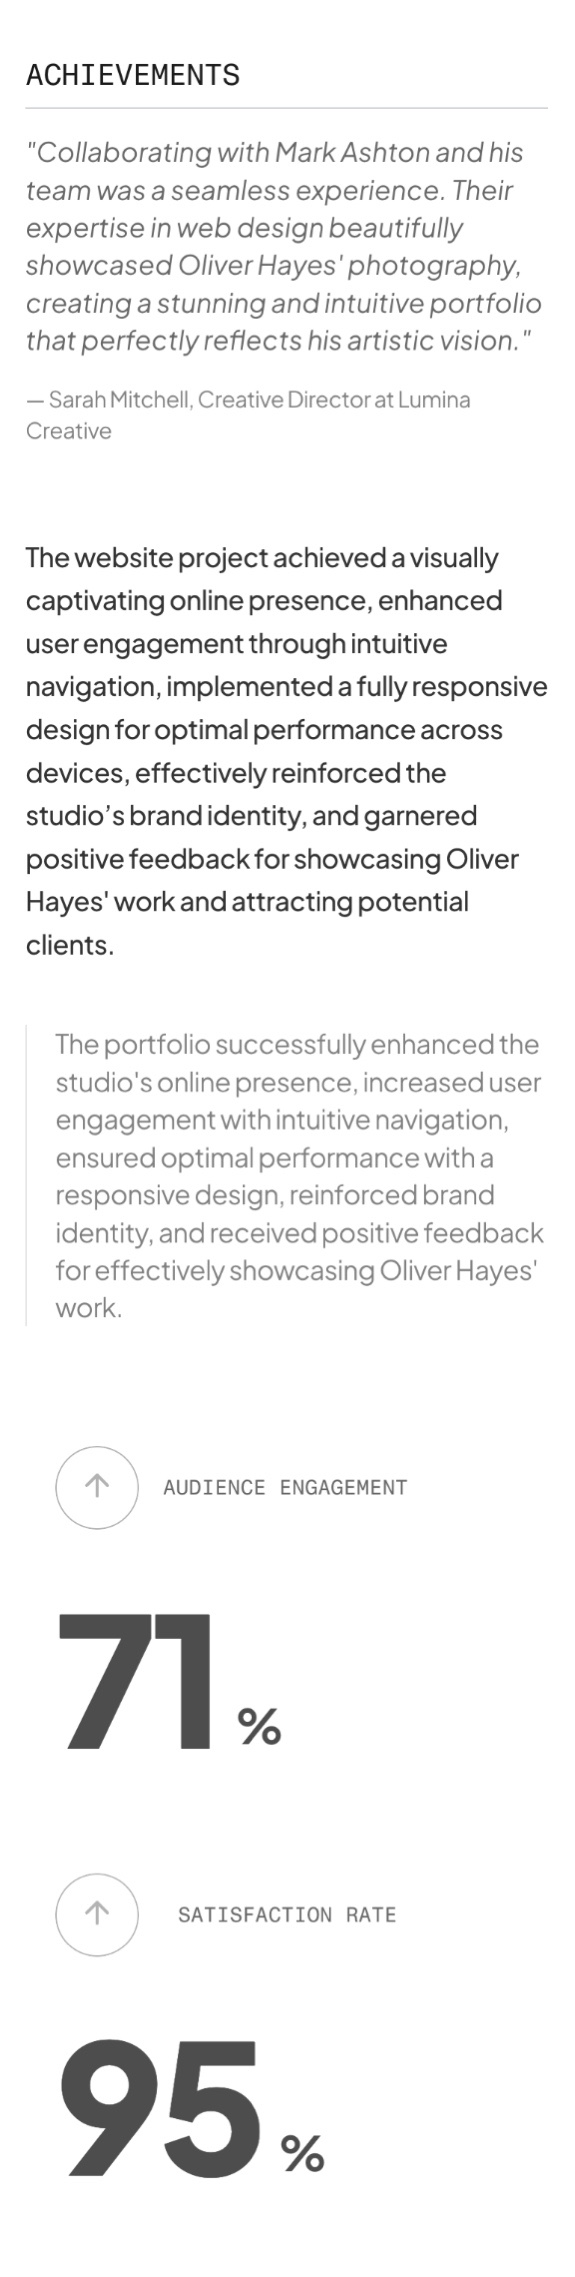 ACHIEVEMENTS
"Collaborating with Mark Ashton and his
team was a seamless experience. Their
expertise in web design beautifully
showcased Oliver Hayes' photography,
creating a stunning and intuitive portfolio
that perfectly reflects his artistic vision."
— Sarah Mitchell, Creative Director at Lumina
Creative
The website project achieved a visually
captivating online presence, enhanced
user engagement through intuitive
navigation, implemented a fully responsive
design for optimal performance across
devices, effectively reinforced the
studio’s brand identity, and garnered
positive feedback for showcasing Oliver
Hayes' work and attracting potential
clients.
The portfolio successfully enhanced the
studio's online presence, increased user
engagement with intuitive navigation,
ensured optimal performance with a
responsive design, reinforced brand
identity, and received positive feedback
for effectively showcasing Oliver Hayes'
work.
AUDIENCE ENGAGEMENT
71 %
SATISFACTION RATE
95 %